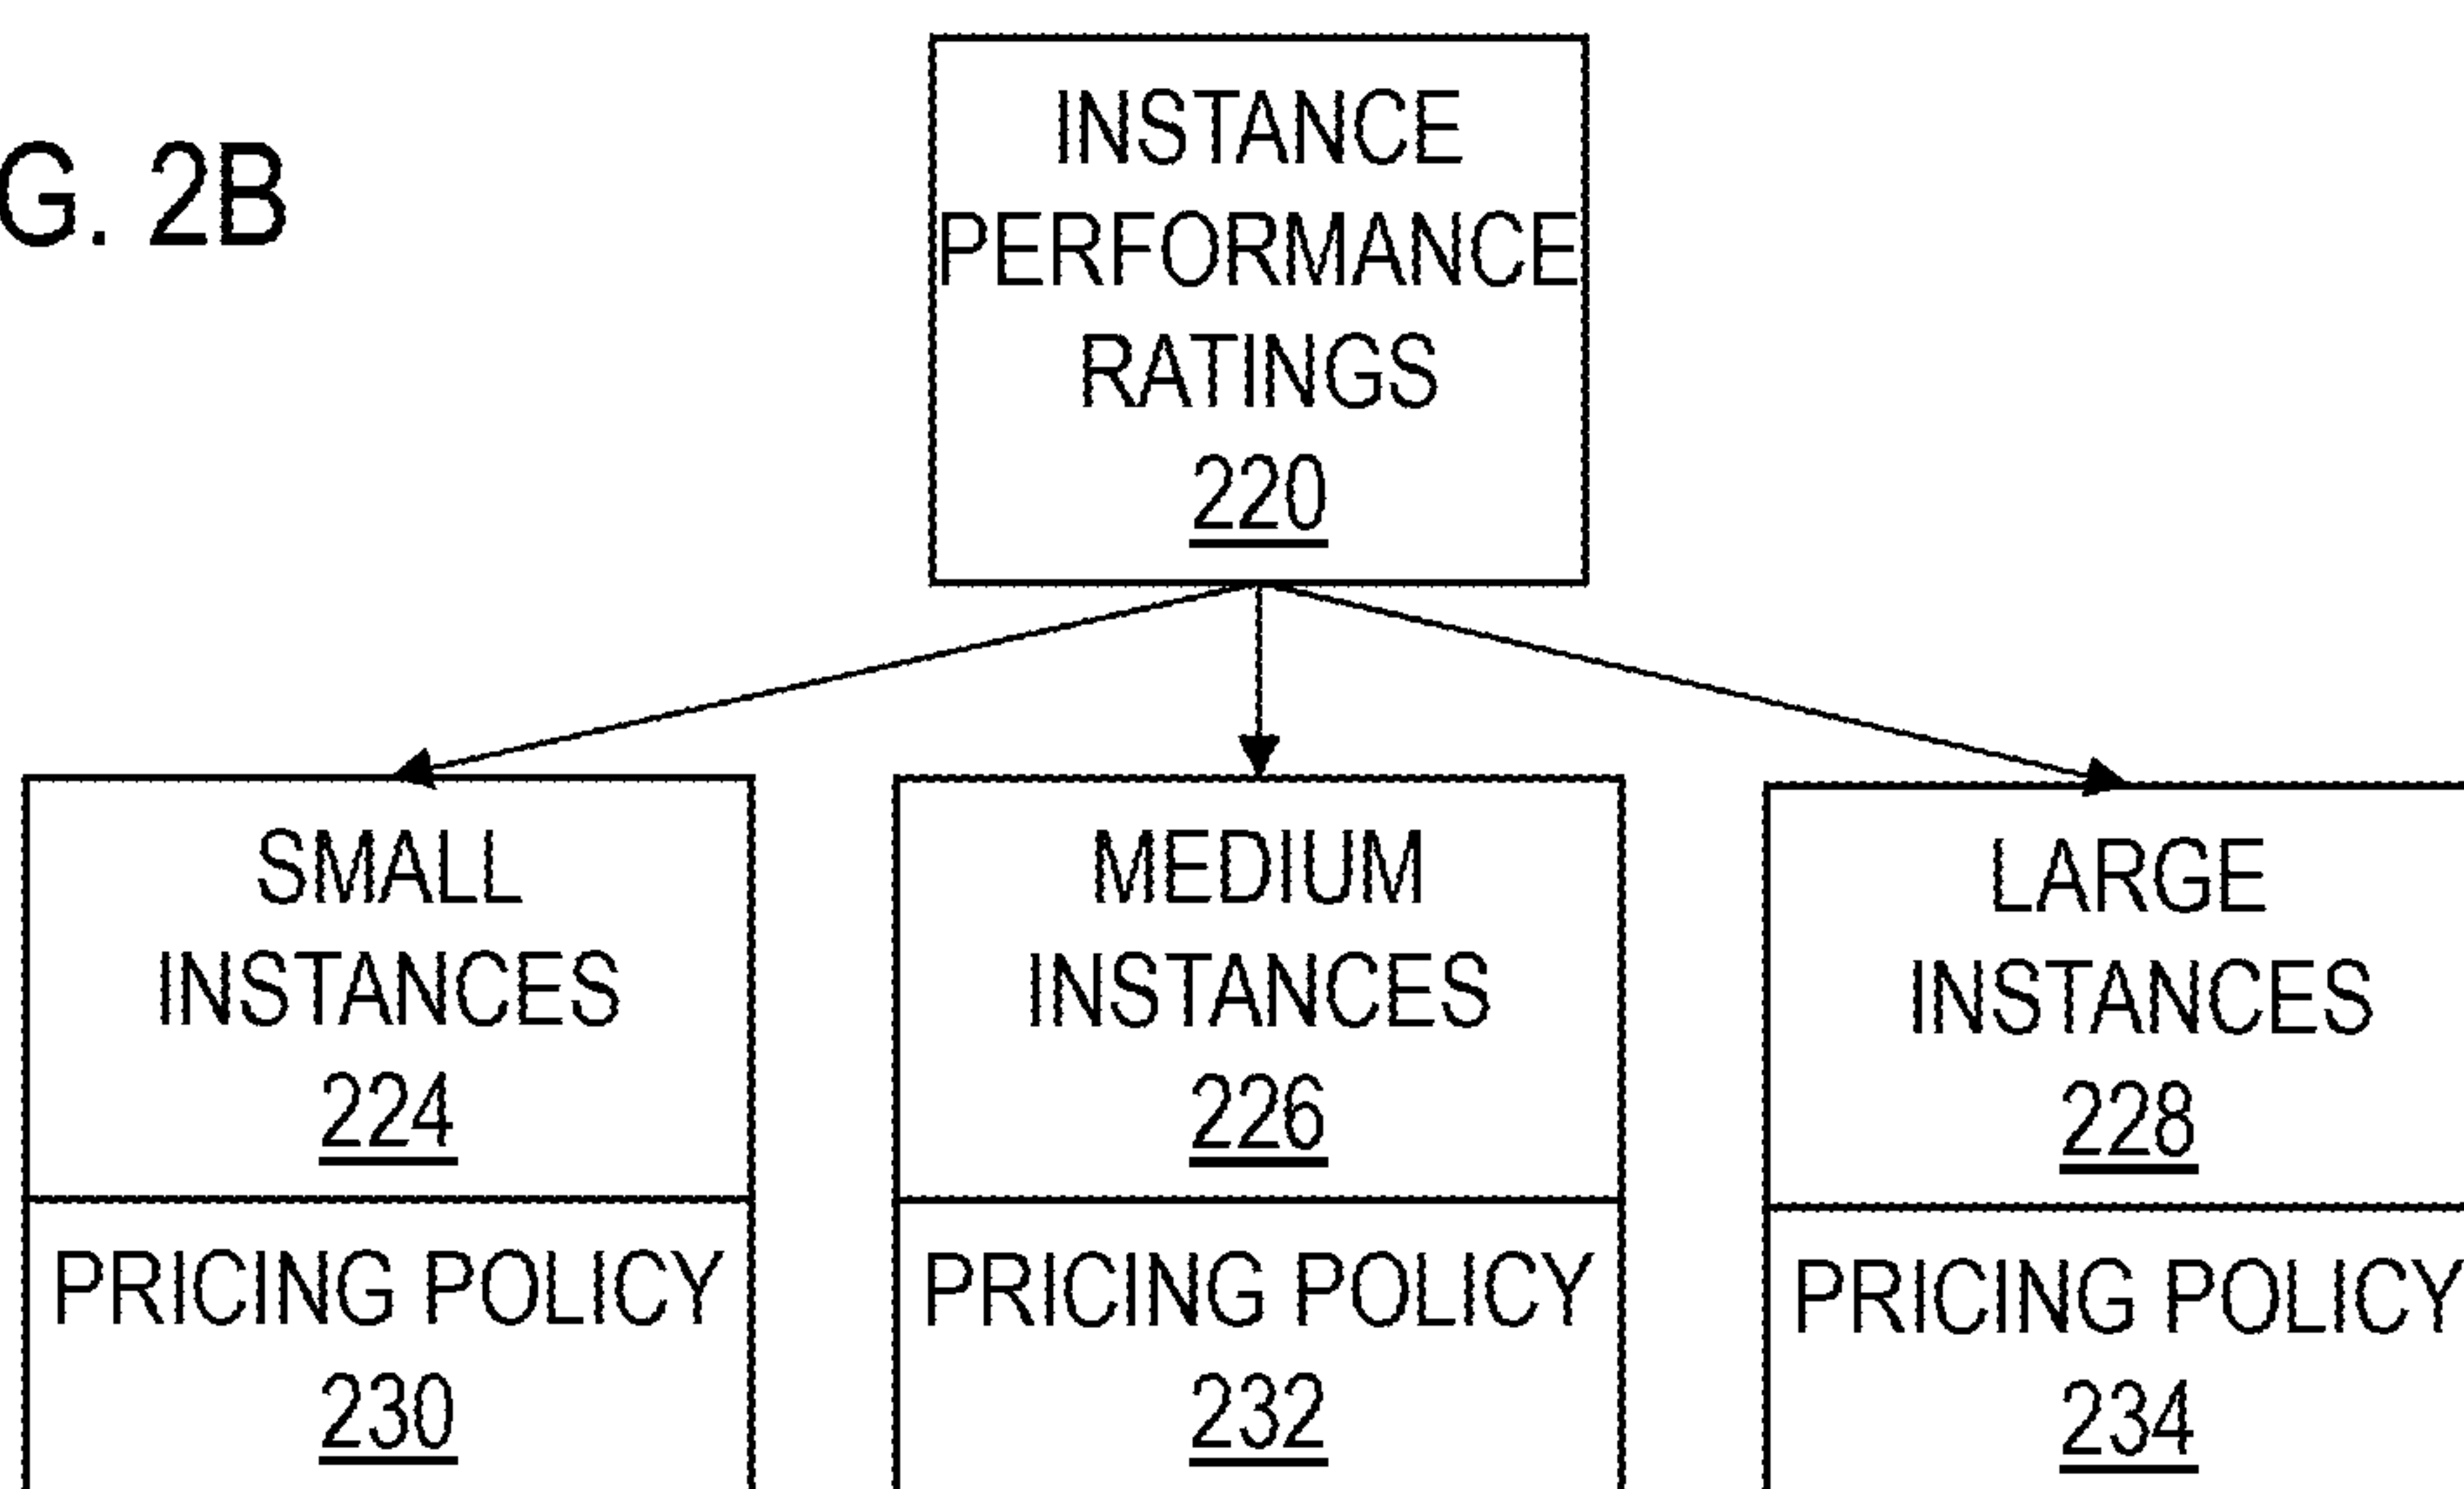 G. 2B
INSTANCE
PERFORMANCE
RATINGS
220
SMALL
INSTANCES
224
PRICING POLICY
230
MEDIUM
INSTANCES
226
PRICING POLICY
232
LARGE
INSTANCES
228
PRICING POLICY
234